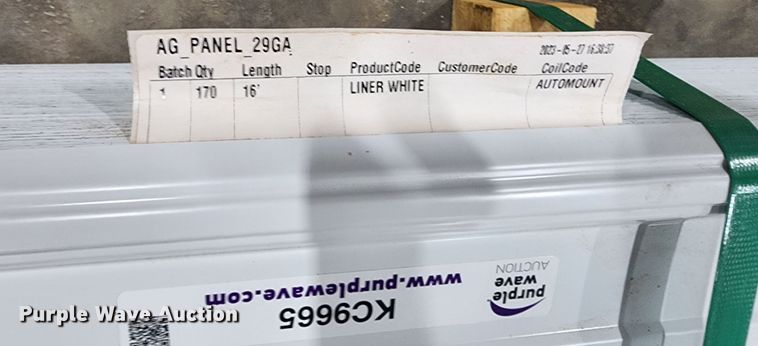 AG_PANEL_29GA
2023-05-27 16:38:37
Batch Qty Length Stop ProductCode CustomerCode CoilCode
1 170 16' LINER WHITE AUTOMOUNT
purple wave
AUCTION
www.purplewave.com
KC9665
Purple Wave Auction